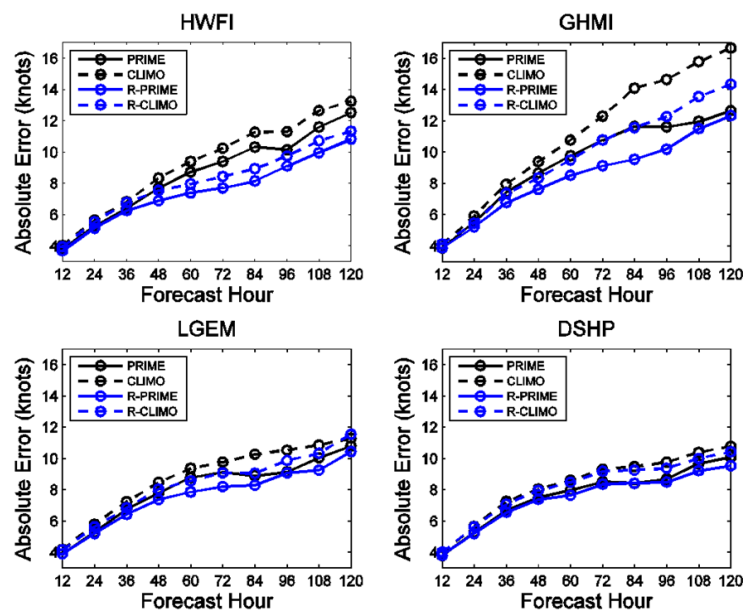 HWFI
Absolute Error (knots)
16
14
12
10
8
6
4
PRIME
CLIMO
R-PRIME
R-CLIMO
12 24 36 48 60 72 84 96 108 120
Forecast Hour
GHMI
Absolute Error (knots)
16
14
12
10
8
6
4
PRIME
CLIMO
R-PRIME
R-CLIMO
12 24 36 48 60 72 84 96 108 120
Forecast Hour
LGEM
Absolute Error (knots)
16
14
12
10
8
6
4
PRIME
CLIMO
R-PRIME
R-CLIMO
12 24 36 48 60 72 84 96 108 120
Forecast Hour
DSHP
Absolute Error (knots)
16
14
12
10
8
6
4
PRIME
CLIMO
R-PRIME
R-CLIMO
12 24 36 48 60 72 84 96 108 120
Forecast Hour